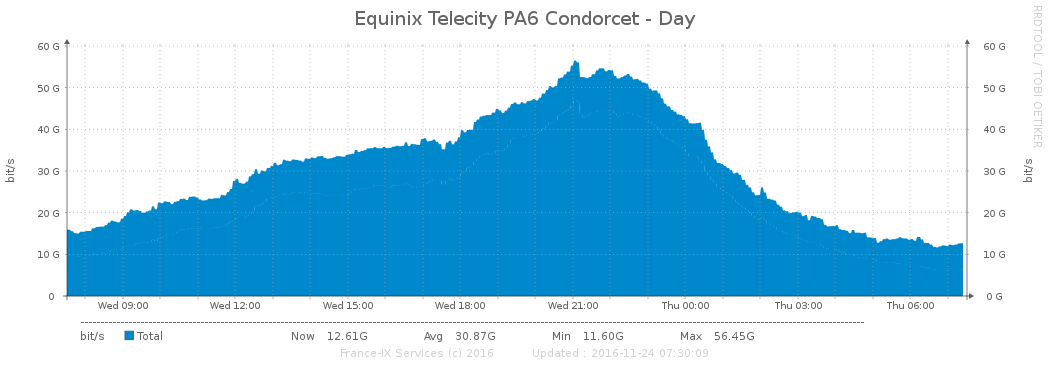 Equinix Telecity PA6 Condorcet - Day
RRDTOOL / TOBI OETIKER
60 G 60 G
50 G 50 G
40 G 40 G
30 G 30 G
20 G 20 G
10 G 10 G
0 0 G
bit/s bit/s
Wed 09:00 Wed 12:00 Wed 15:00 Wed 18:00 Wed 21:00 Thu 00:00 Thu 03:00 Thu 06:00
bit/s Total Now 12.61G Avg 30.87G Min 11.60G Max 56.45G
France-IX Services (c) 2016 Updated : 2016-11-24 07:30:09